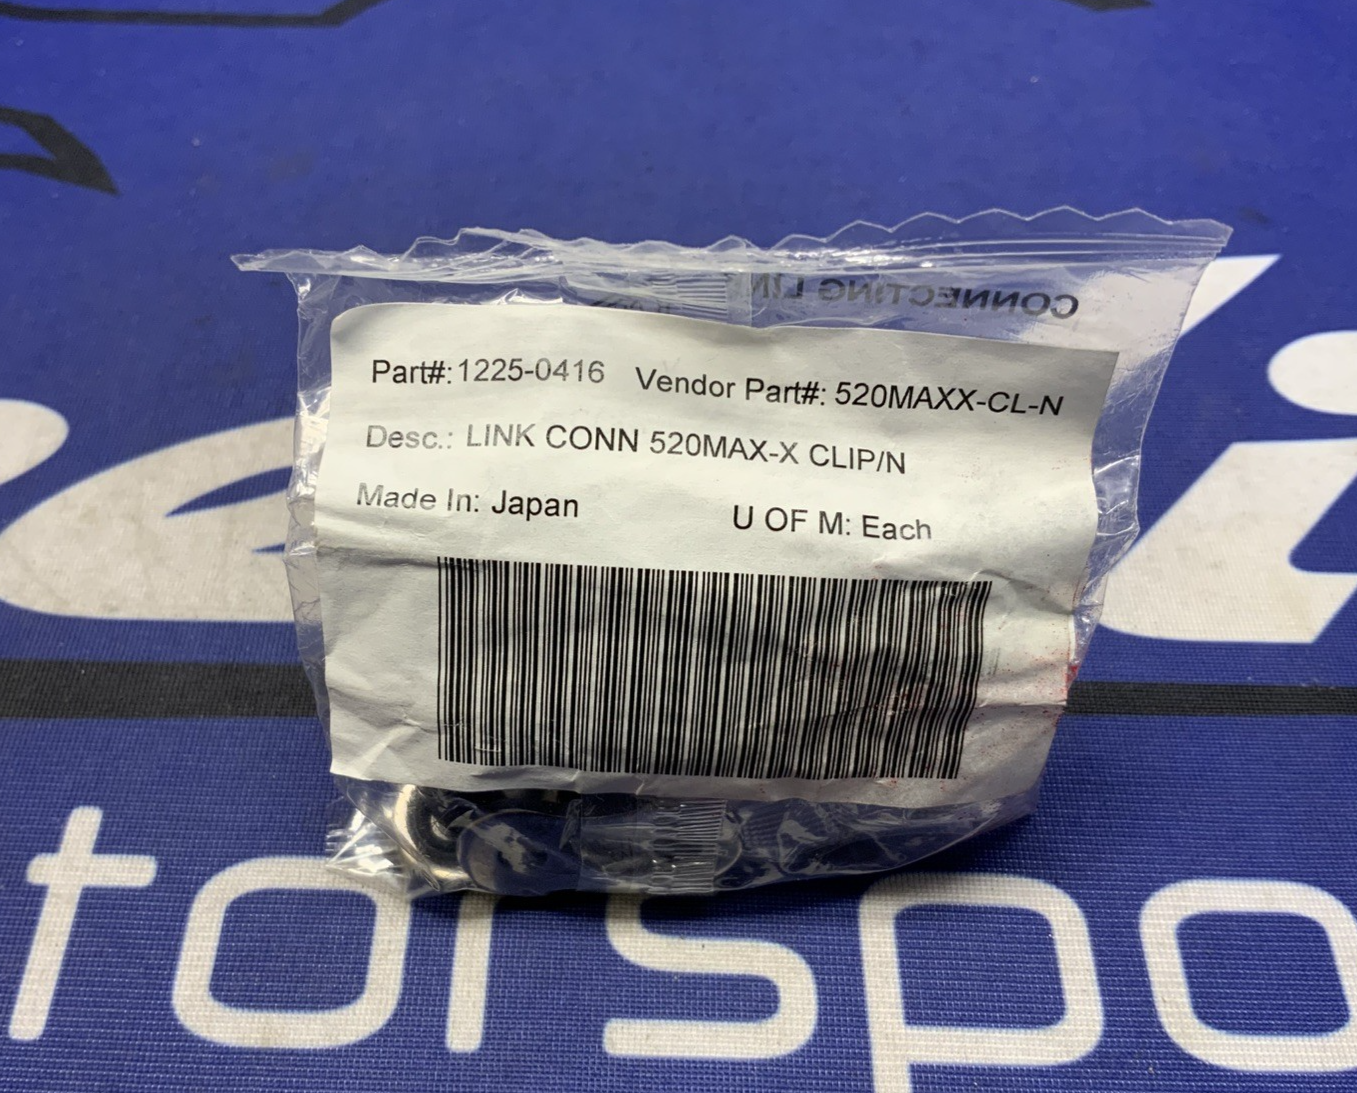 CONNECTING LINK
Part#: 1225-0416 Vendor Part#: 520MAXX-CL-N
Desc.: LINK CONN 520MAX-X CLIP/N
Made In: Japan U OF M: Each
torspo